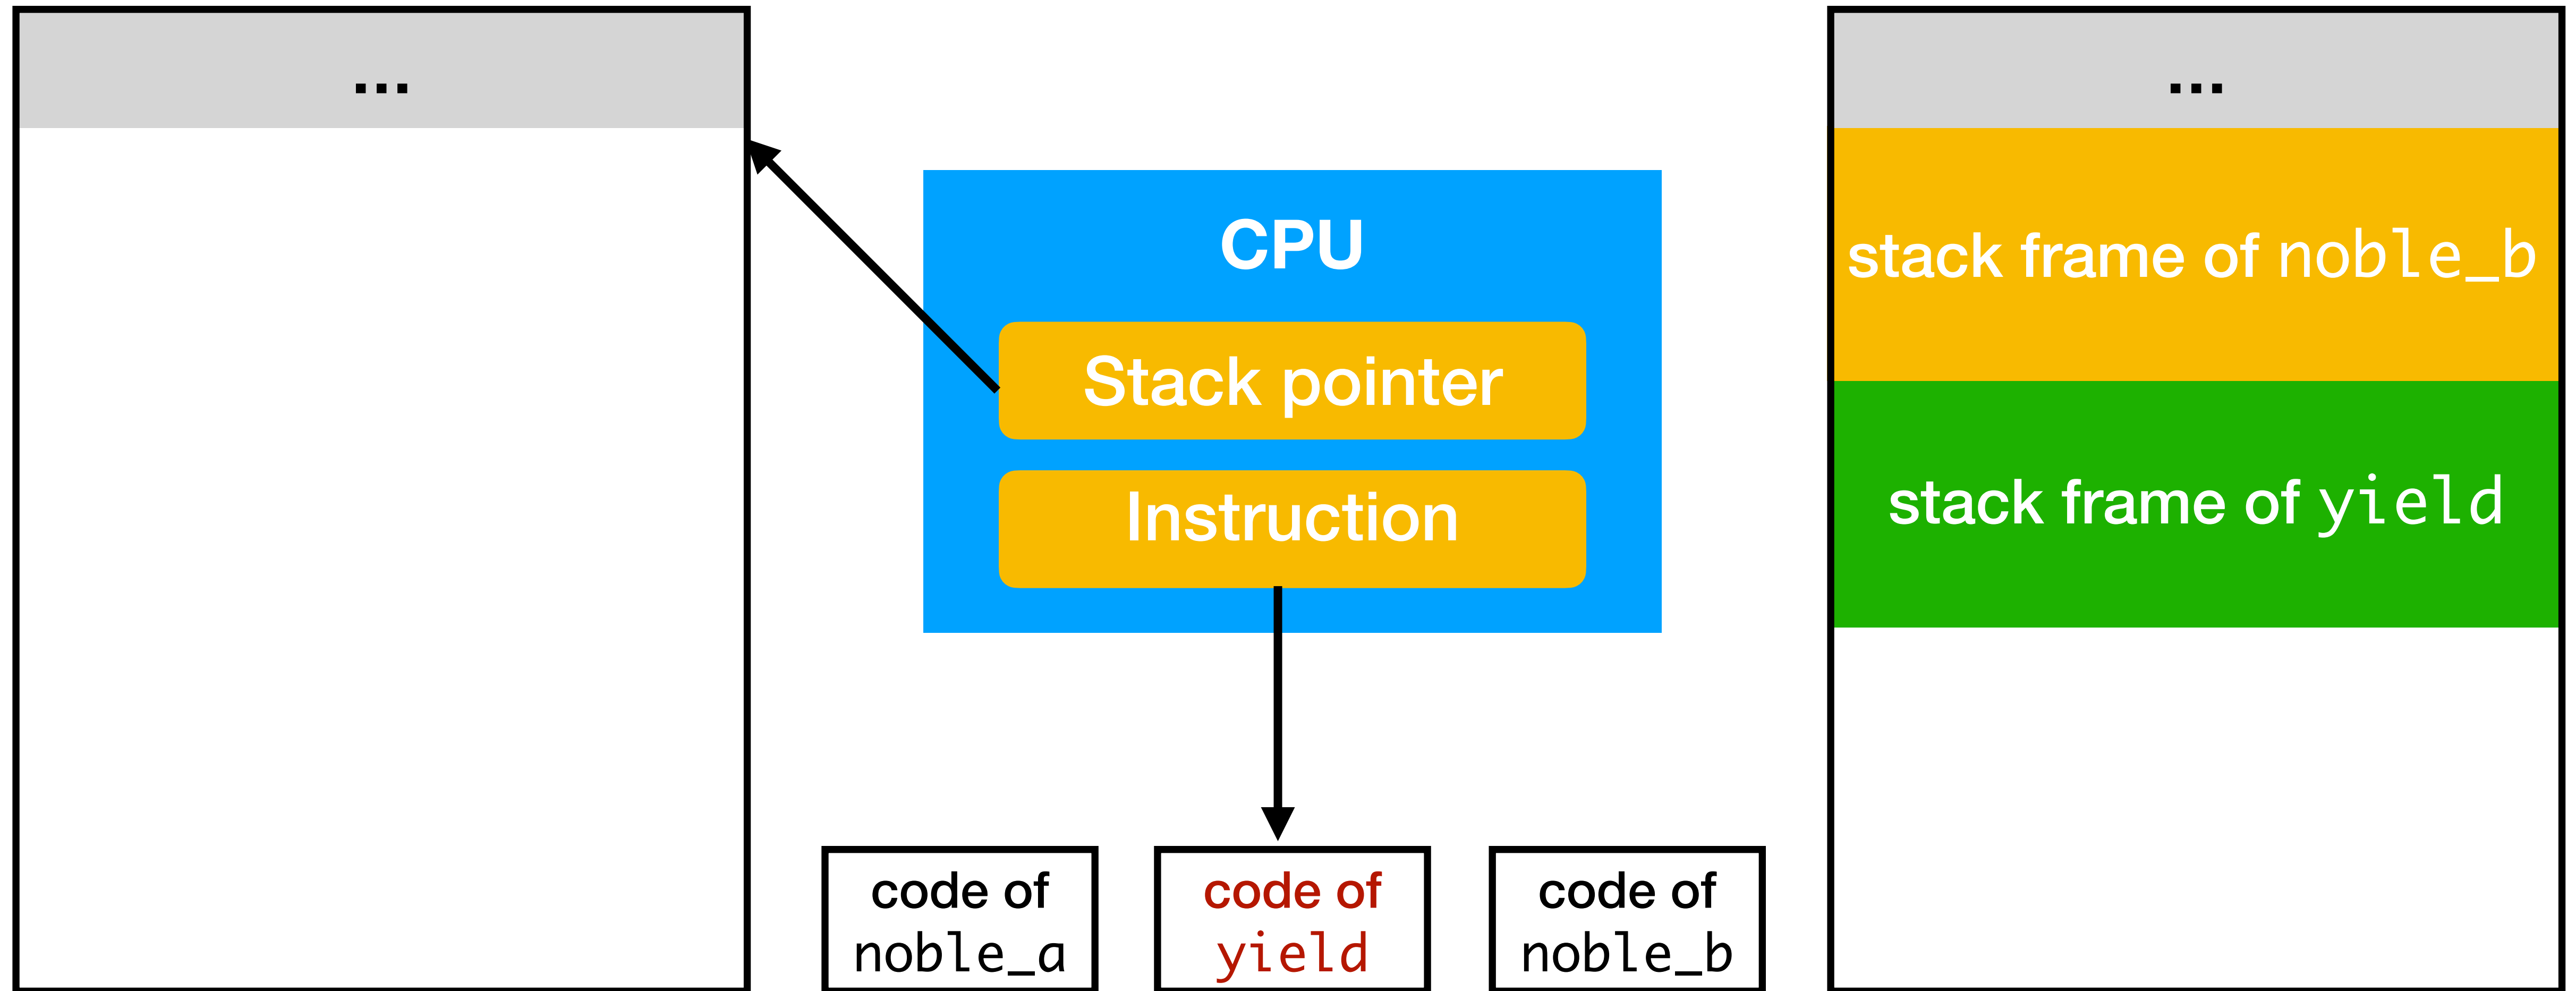 ...
CPU
Stack pointer
Instruction
code of
noble_a
code of
yield
code of
noble_b
...
stack frame of noble_b
stack frame of yield